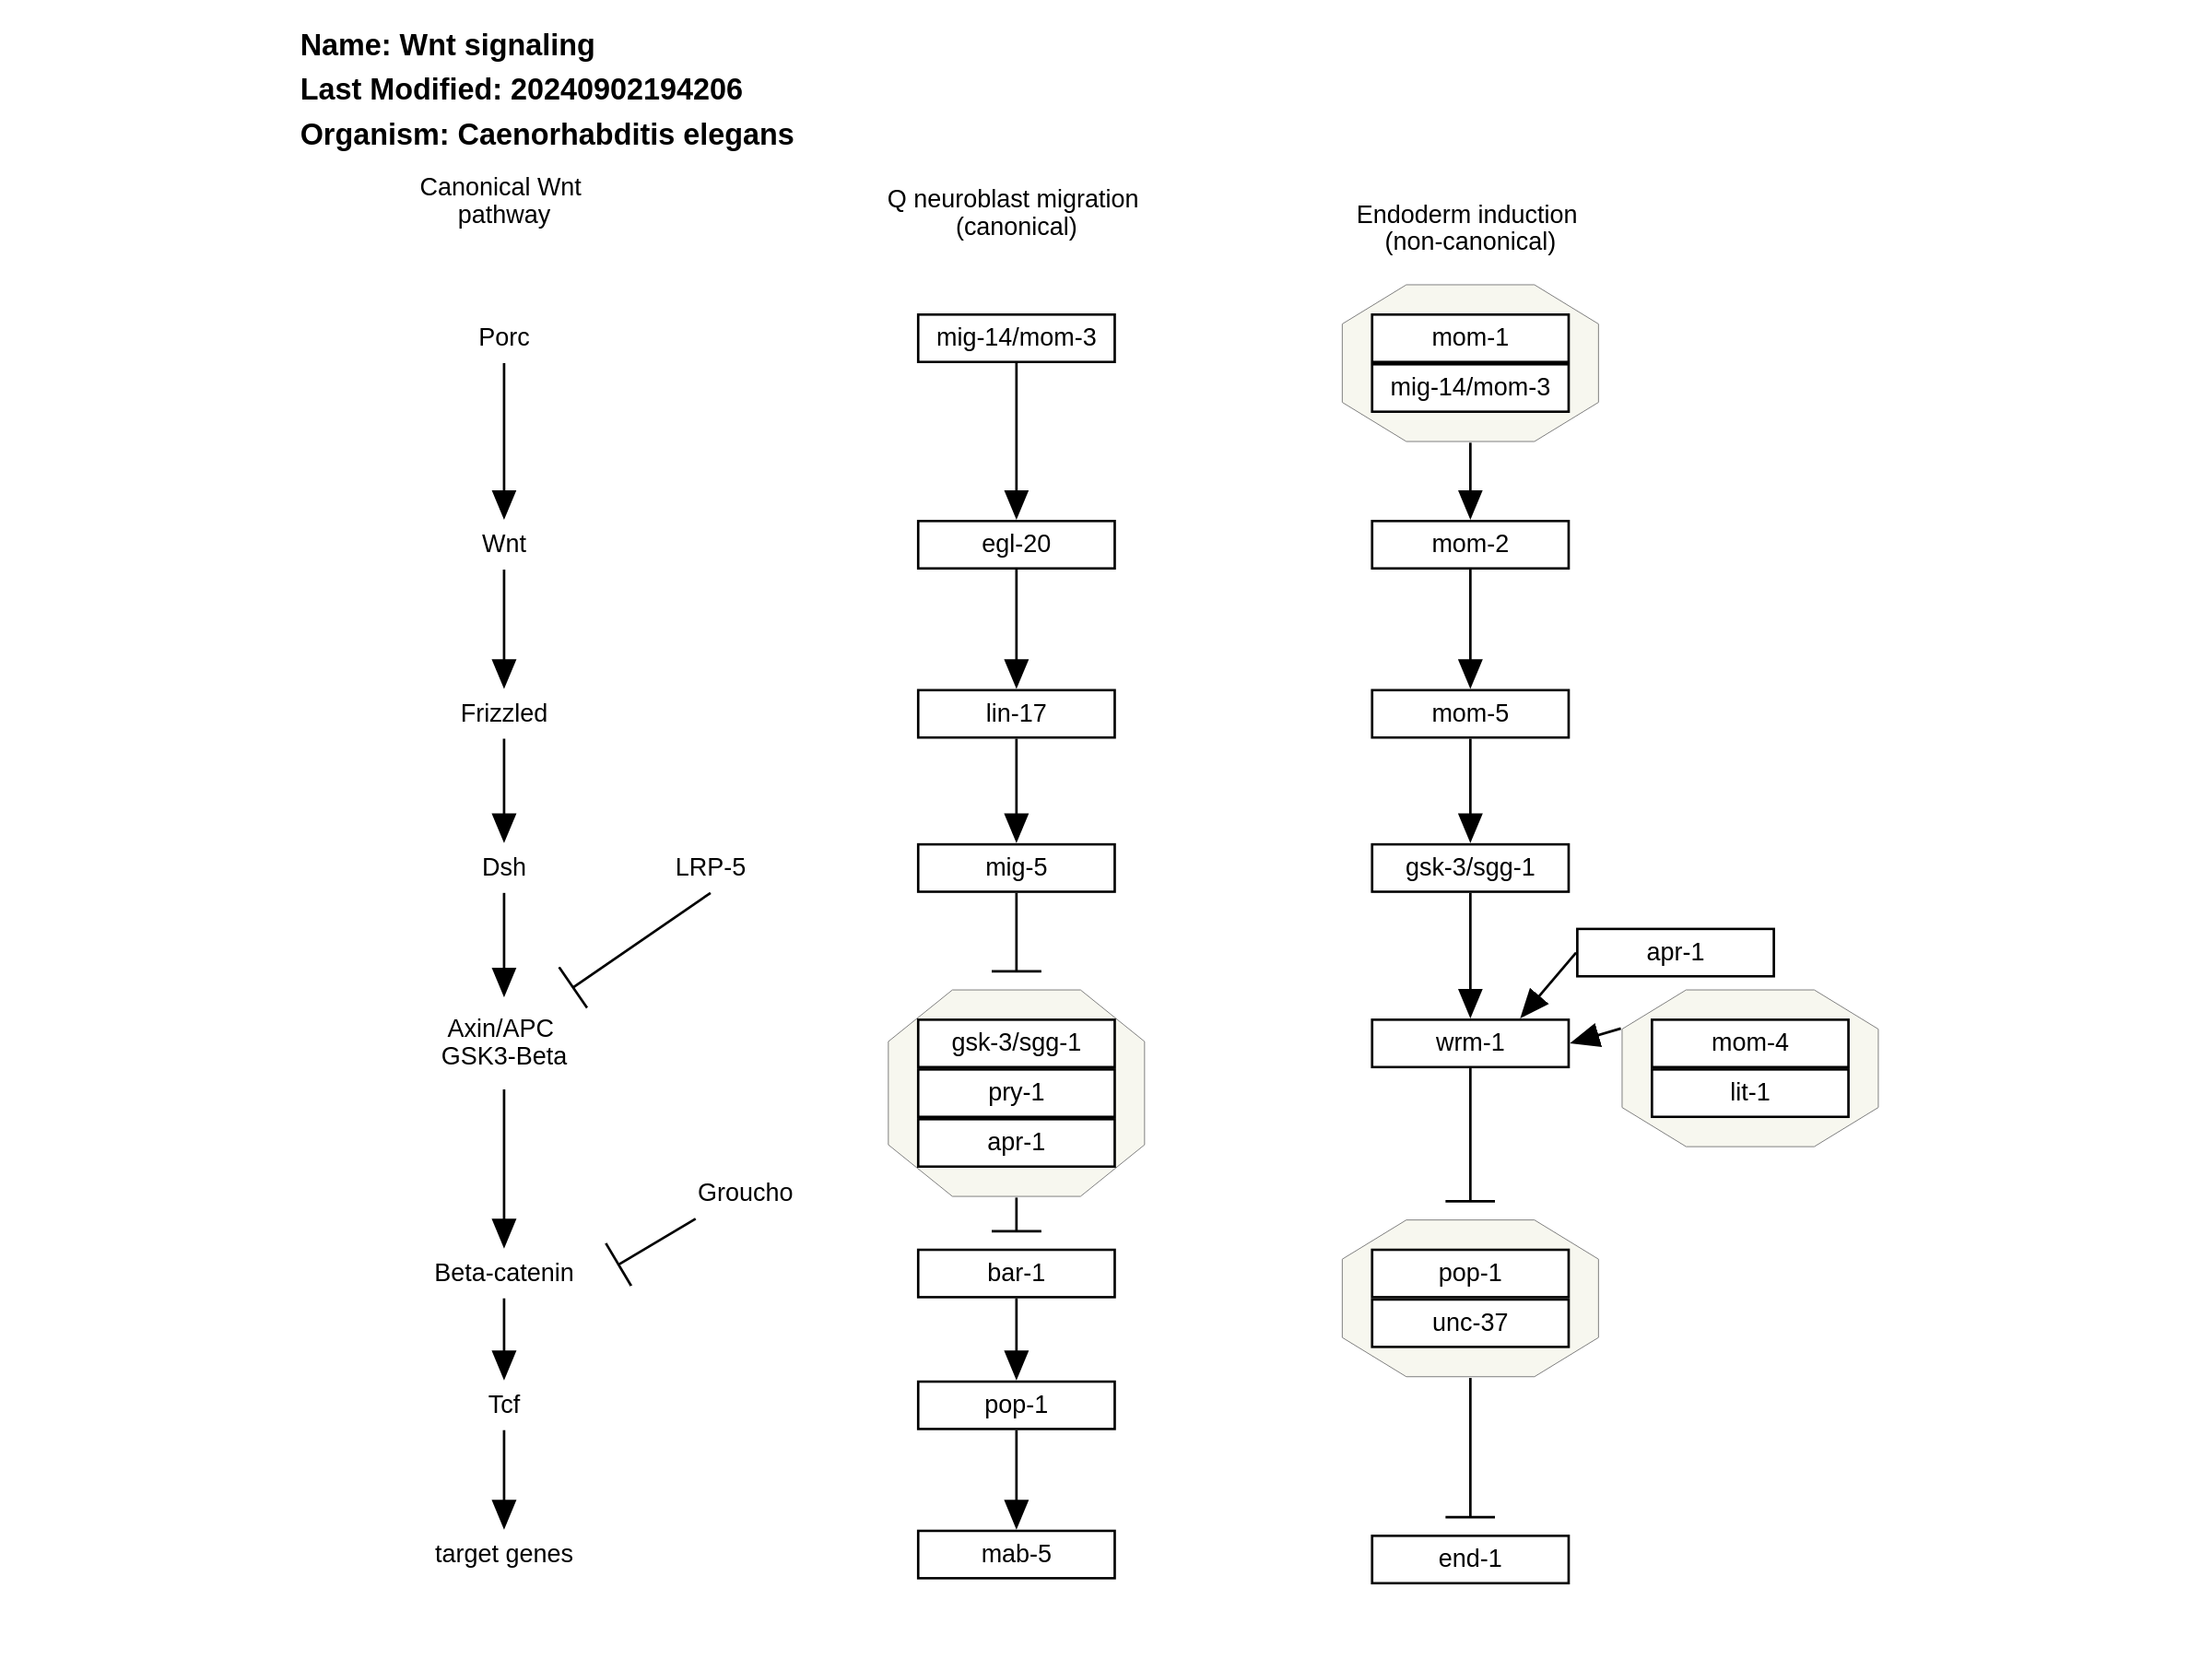 Name: Wnt signaling
Last Modified: 20240902194206
Organism: Caenorhabditis elegans
Canonical Wnt
pathway
Porc
Wnt
Frizzled
Dsh
LRP-5
Axin/APC
GSK3-Beta
Groucho
Beta-catenin
Tcf
target genes
Q neuroblast migration
(canonical)
mig-14/mom-3
egl-20
lin-17
mig-5
gsk-3/sgg-1
pry-1
apr-1
bar-1
pop-1
mab-5
Endoderm induction
(non-canonical)
mom-1
mig-14/mom-3
mom-2
mom-5
gsk-3/sgg-1
apr-1
wrm-1
mom-4
lit-1
pop-1
unc-37
end-1